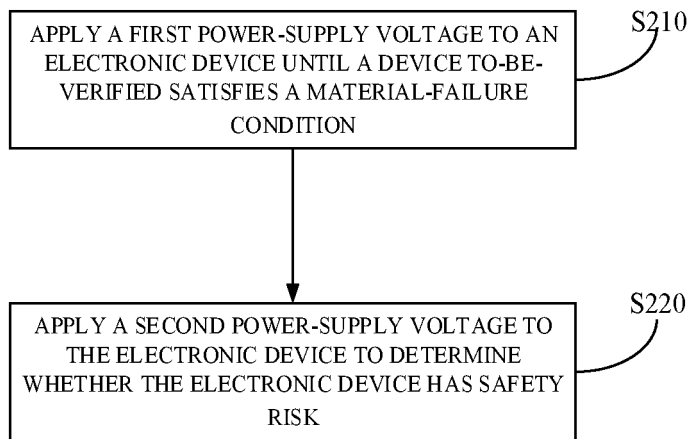 S210
APPLY A FIRST POWER-SUPPLY VOLTAGE TO AN
ELECTRONIC DEVICE UNTIL A DEVICE TO-BE-
VERIFIED SATISFIES A MATERIAL-FAILURE
CONDITION
S220
APPLY A SECOND POWER-SUPPLY VOLTAGE TO
THE ELECTRONIC DEVICE TO DETERMINE
WHETHER THE ELECTRONIC DEVICE HAS SAFETY
RISK